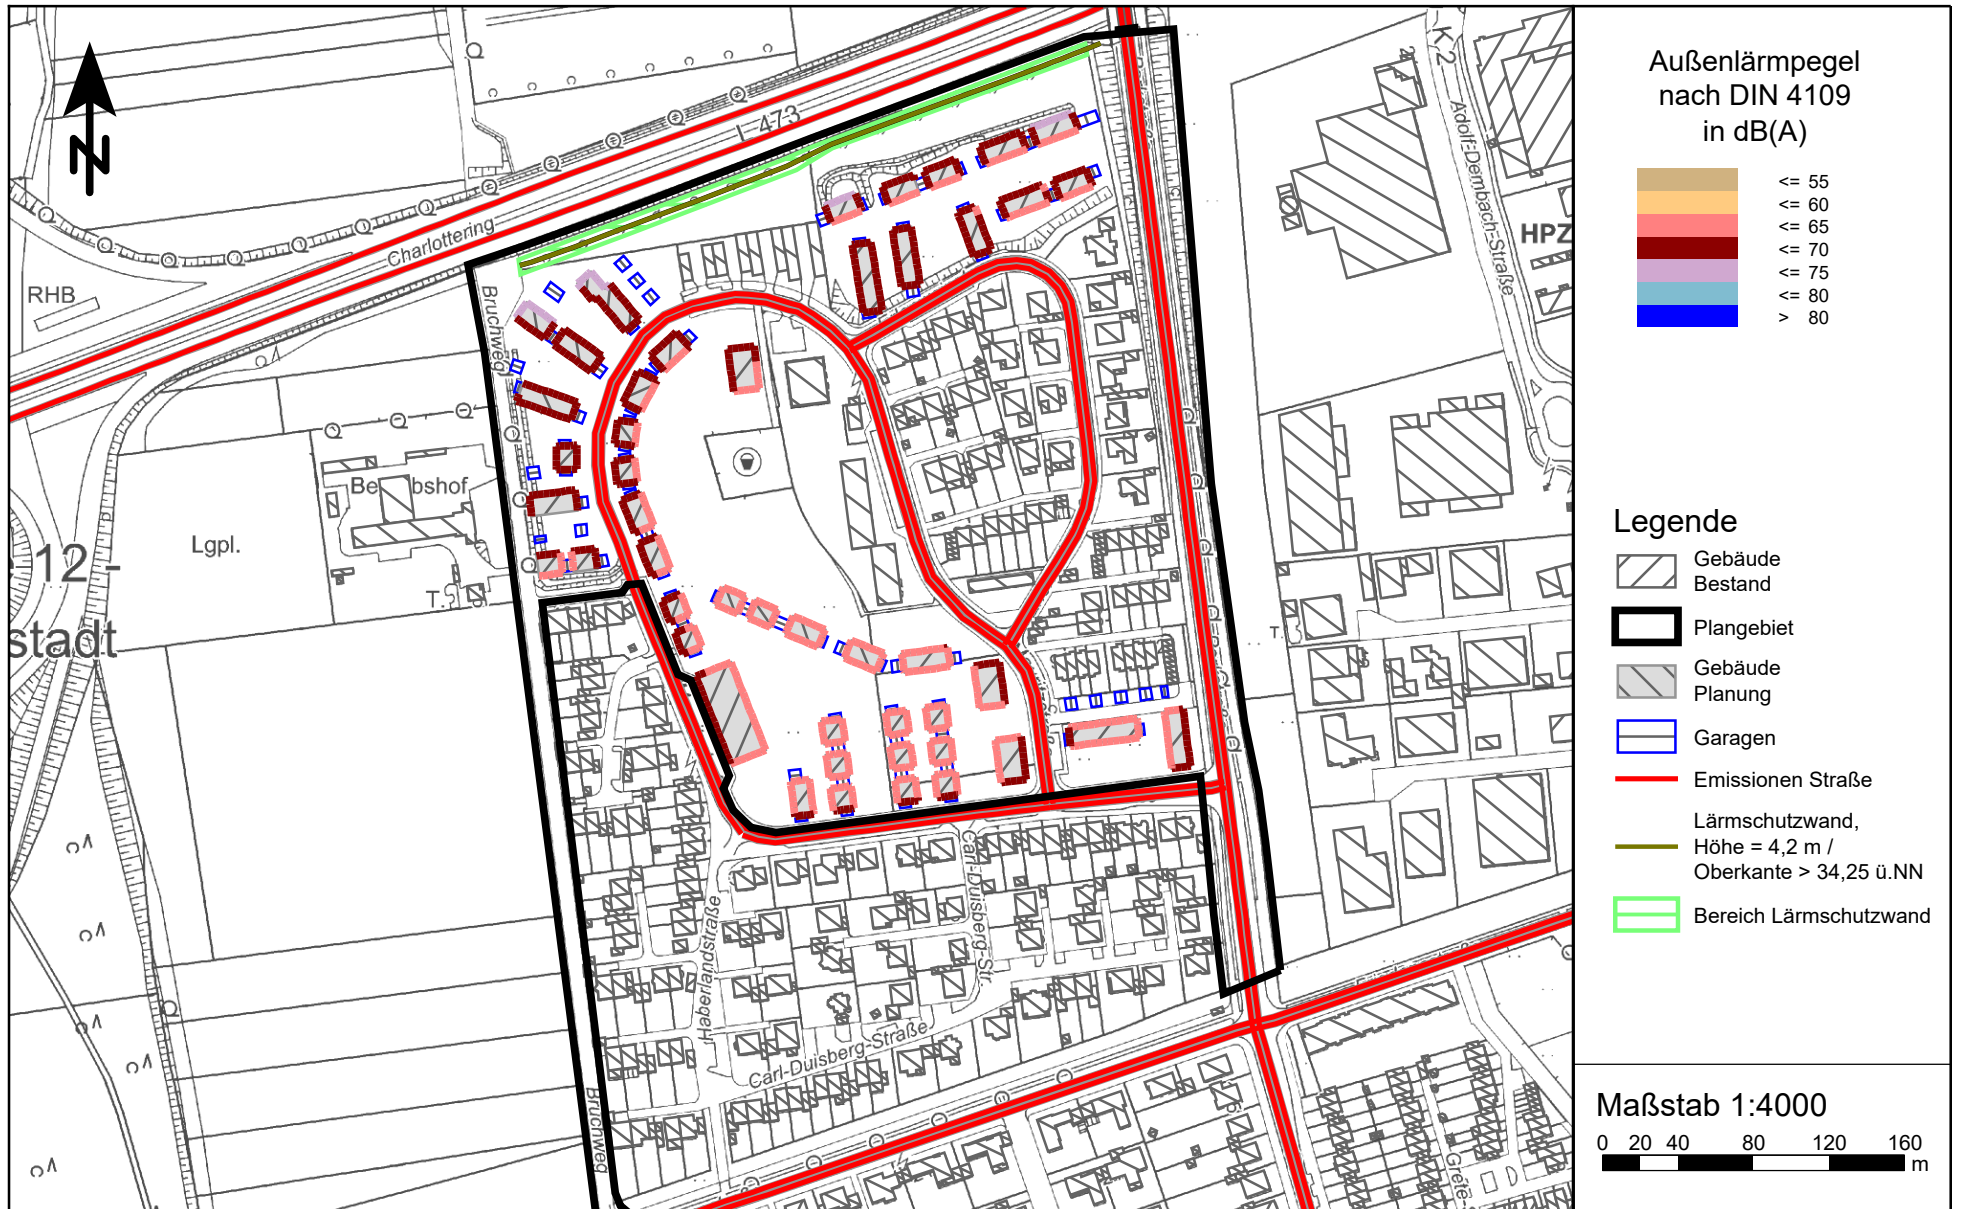 N
L 473
Charlottering
RHB
Bruchweg
Lgpl.
12 -
stadt
T.
K 2
Adolf-Dembach-Straße
HPZ
T.
Haberlandstraße
Carl-Duisberg-Str.
Carl-Duisberg-Straße
Bruchweg
Grete-
Außenlärmpegel
nach DIN 4109
in dB(A)
<= 55
<= 60
<= 65
<= 70
<= 75
<= 80
> 80
Legende
Gebäude
Bestand
Plangebiet
Gebäude
Planung
Garagen
Emissionen Straße
Lärmschutzwand,
Höhe = 4,2 m /
Oberkante > 34,25 ü.NN
Bereich Lärmschutzwand
Maßstab 1:4000
0 20 40 80 120 160
m